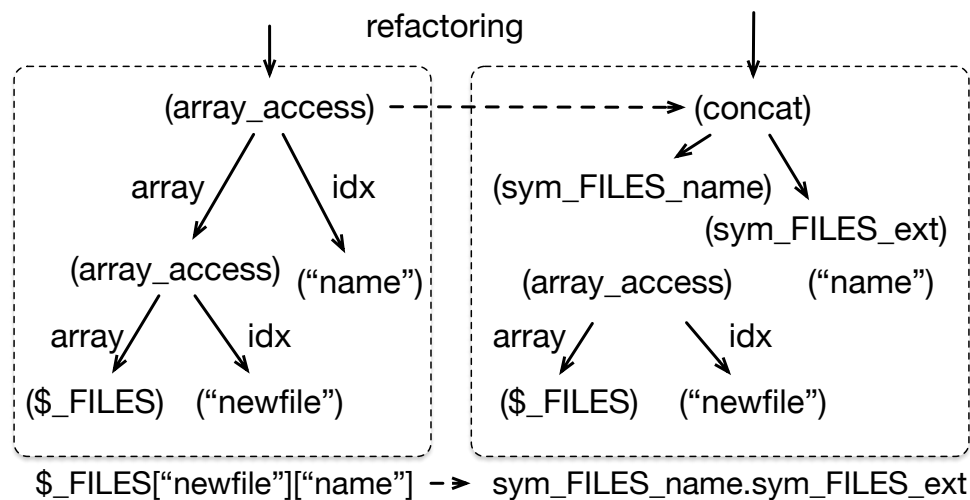 refactoring
(array_access)
(concat)
array
idx
(sym_FILES_name)
(sym_FILES_ext)
(array_access)
(“name”)
(array_access)
(“name”)
array
idx
array
idx
($_FILES)
(“newfile”)
($_FILES)
(“newfile”)
$_FILES[“newfile”][“name”]
sym_FILES_name.sym_FILES_ext